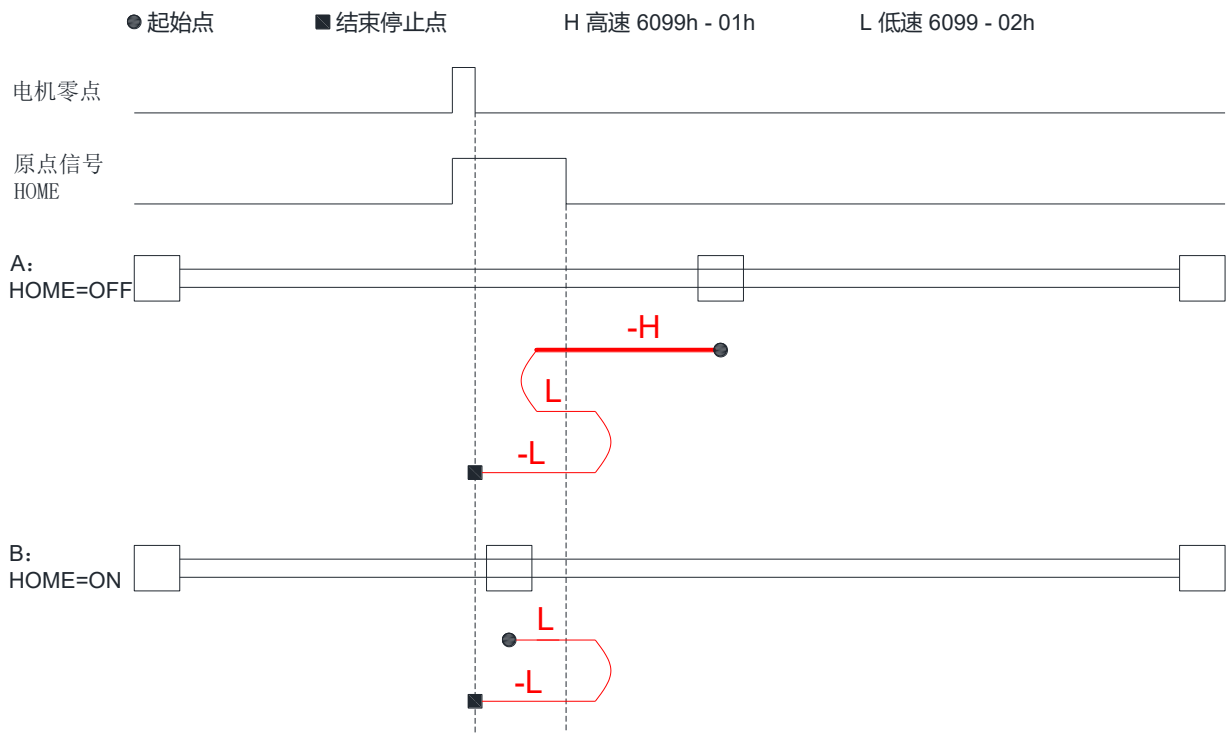 起始点 结束停止点 H 高速 6099h - 01h L 低速 6099 - 02h
电机零点
原点信号
HOME
A：
HOME=OFF
-H
L
-L
B：
HOME=ON
L
-L